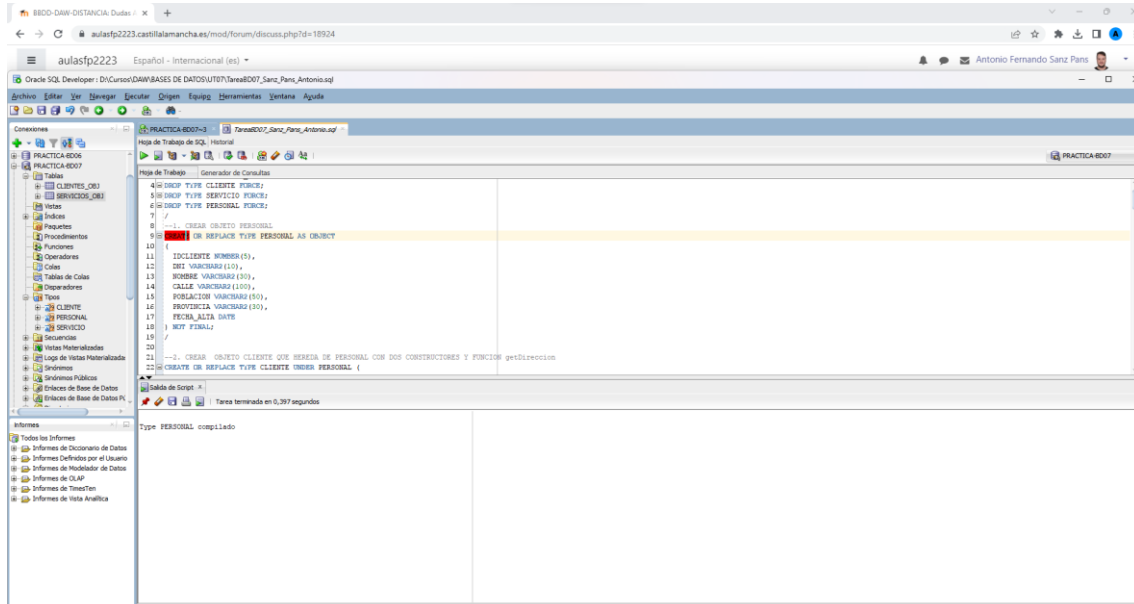 BBDD-DAW-DISTANCIA: Dudas
aulasfp2223.castillalamancha.es/mod/forum/discuss.php?d=18924
aulasfp2223 Español - Internacional (es)
Antonio Fernando Sanz Pans
Oracle SQL Developer : D:\Cursos\DAW\BASES DE DATOS\UT07\TareaBD07_Sanz_Pans_Antonio.sql
Archivo Editar Ver Navegar Ejecutar Origen Equipo Herramientas Ventana Ayuda
Conexiones
PRACTICA-BD06
PRACTICA-BD07
Tablas
CLIENTES_OBJ
SERVICIOS_OBJ
Vistas
Índices
Paquetes
Procedimientos
Funciones
Operadores
Colas
Tablas de Colas
Disparadores
Tipos
CLIENTE
PERSONAL
SERVICIO
Secuencias
Vistas Materializadas
Logs de Vistas Materializada
Sinónimos
Sinónimos Públicos
Enlaces de Base de Datos
Enlaces de Base de Datos Pú
Informes
Todos los Informes
Informes de Diccionario de Datos
Informes Definidos por el Usuario
Informes de Modelador de Datos
Informes de OLAP
Informes de TimesTen
Informes de Vista Analítica
PRACTICA-BD07~3 TareaBD07_Sanz_Pans_Antonio.sql
Hoja de Trabajo de SQL Historial
PRACTICA-BD07
Hoja de Trabajo Generador de Consultas
4 DROP TYPE CLIENTE FORCE;
5 DROP TYPE SERVICIO FORCE;
6 DROP TYPE PERSONAL FORCE;
7 /
8 --1. CREAR OBJETO PERSONAL
9 CREATE OR REPLACE TYPE PERSONAL AS OBJECT
10 (
11 IDCLIENTE NUMBER(5),
12 DNI VARCHAR2(10),
13 NOMBRE VARCHAR2(30),
14 CALLE VARCHAR2(100),
15 POBLACION VARCHAR2(50),
16 PROVINCIA VARCHAR2(30),
17 FECHA_ALTA DATE
18 ) NOT FINAL;
19 /
20
21 --2. CREAR OBJETO CLIENTE QUE HEREDA DE PERSONAL CON DOS CONSTRUCTORES Y FUNCION getDireccion
22 CREATE OR REPLACE TYPE CLIENTE UNDER PERSONAL (
Salida de Script
Tarea terminada en 0,397 segundos
Type PERSONAL compilado